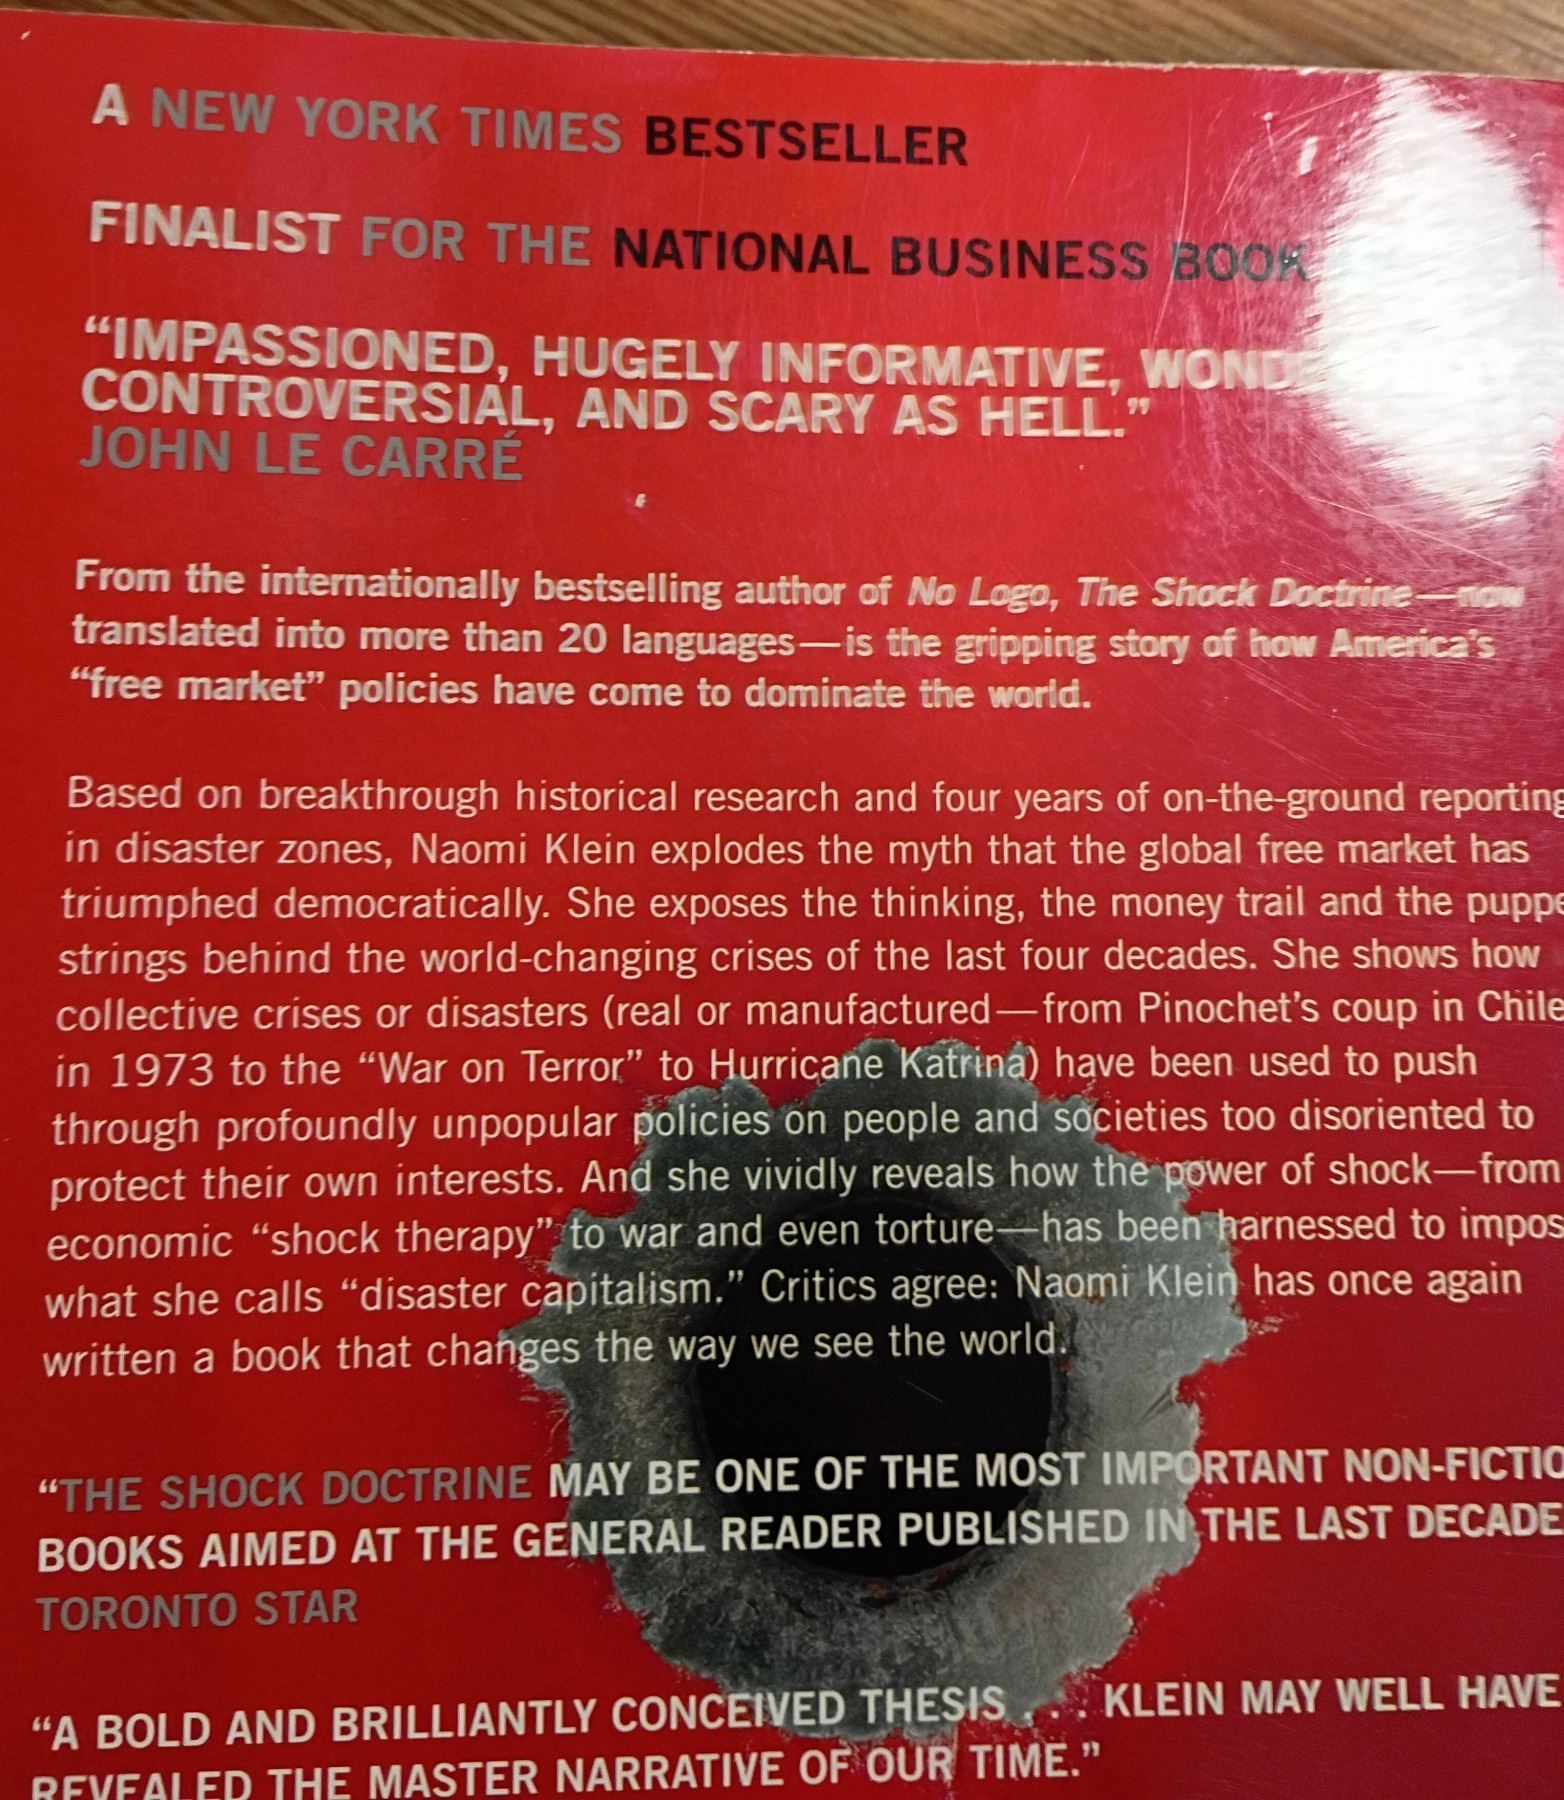 A NEW YORK TIMES BESTSELLER
FINALIST FOR THE NATIONAL BUSINESS BOOK
“IMPASSIONED, HUGELY INFORMATIVE,
CONTROVERSIAL, AND SCARY AS HELL.”
JOHN LE CARRÉ
From the internationally bestselling author of No Logo, The Shock Doctrine—now
translated into more than 20 languages—is the gripping story of how America’s
“free market” policies have come to dominate the world.
Based on breakthrough historical research and four years of on-the-ground reporting
in disaster zones, Naomi Klein explodes the myth that the global free market has
triumphed democratically. She exposes the thinking, the money trail and the
strings behind the world-changing crises of the last four decades. She shows how
collective crises or disasters (real or manufactured—from Pinochet’s coup in Chile
in 1973 to the “War on Terror” to Hurricane Katrina) have been used to push
through profoundly unpopular policies on people and societies too disoriented to
protect their own interests. And she vividly reveals how the power of shock—from
economic “shock therapy” to war and even torture—has been harnessed to
what she calls “disaster capitalism.” Critics agree: Naomi Klein has once again
written a book that changes the way we see the world.
“THE SHOCK DOCTRINE MAY BE ONE OF THE MOST IMPORTANT
BOOKS AIMED AT THE GENERAL READER PUBLISHED IN THE LAST DECADE
TORONTO STAR
“A BOLD AND BRILLIANTLY CONCEIVED THESIS . . . KLEIN MAY WELL HAVE
REVEALED THE MASTER NARRATIVE OF OUR TIME.”